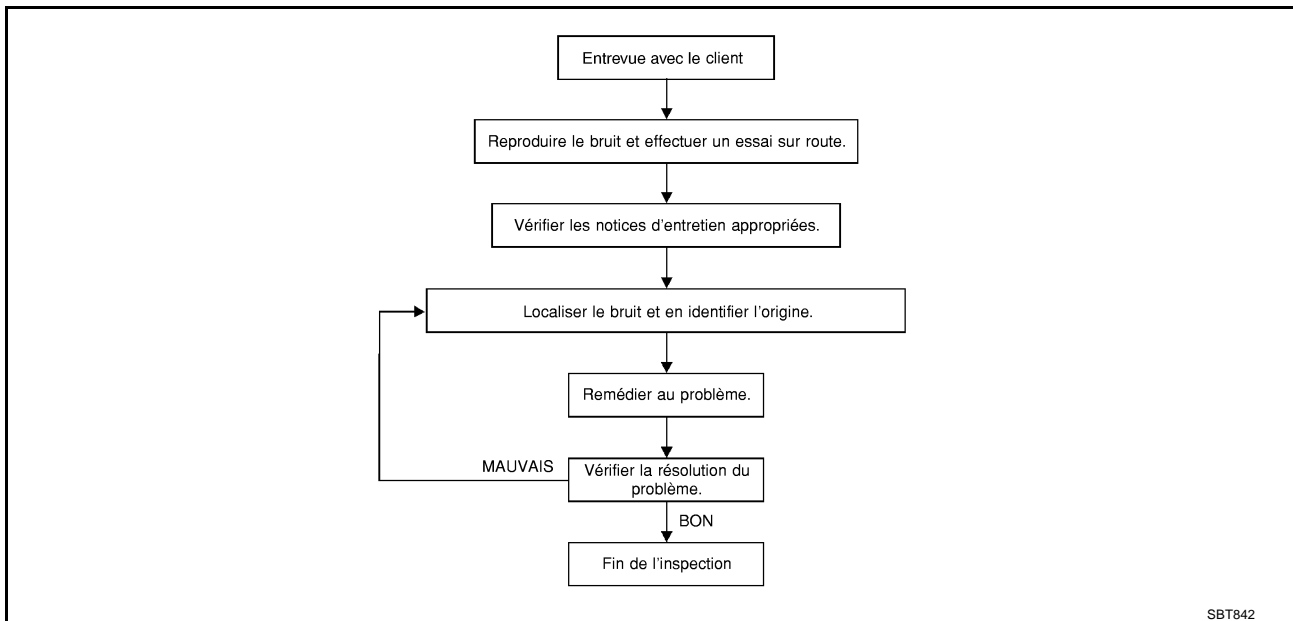 Entrevue avec le client
Reproduire le bruit et effectuer un essai sur route.
Vérifier les notices d'entretien appropriées.
Localiser le bruit et en identifier l'origine.
Remédier au problème.
MAUVAIS
Vérifier la résolution du
problème.
BON
Fin de l'inspection
SBT842